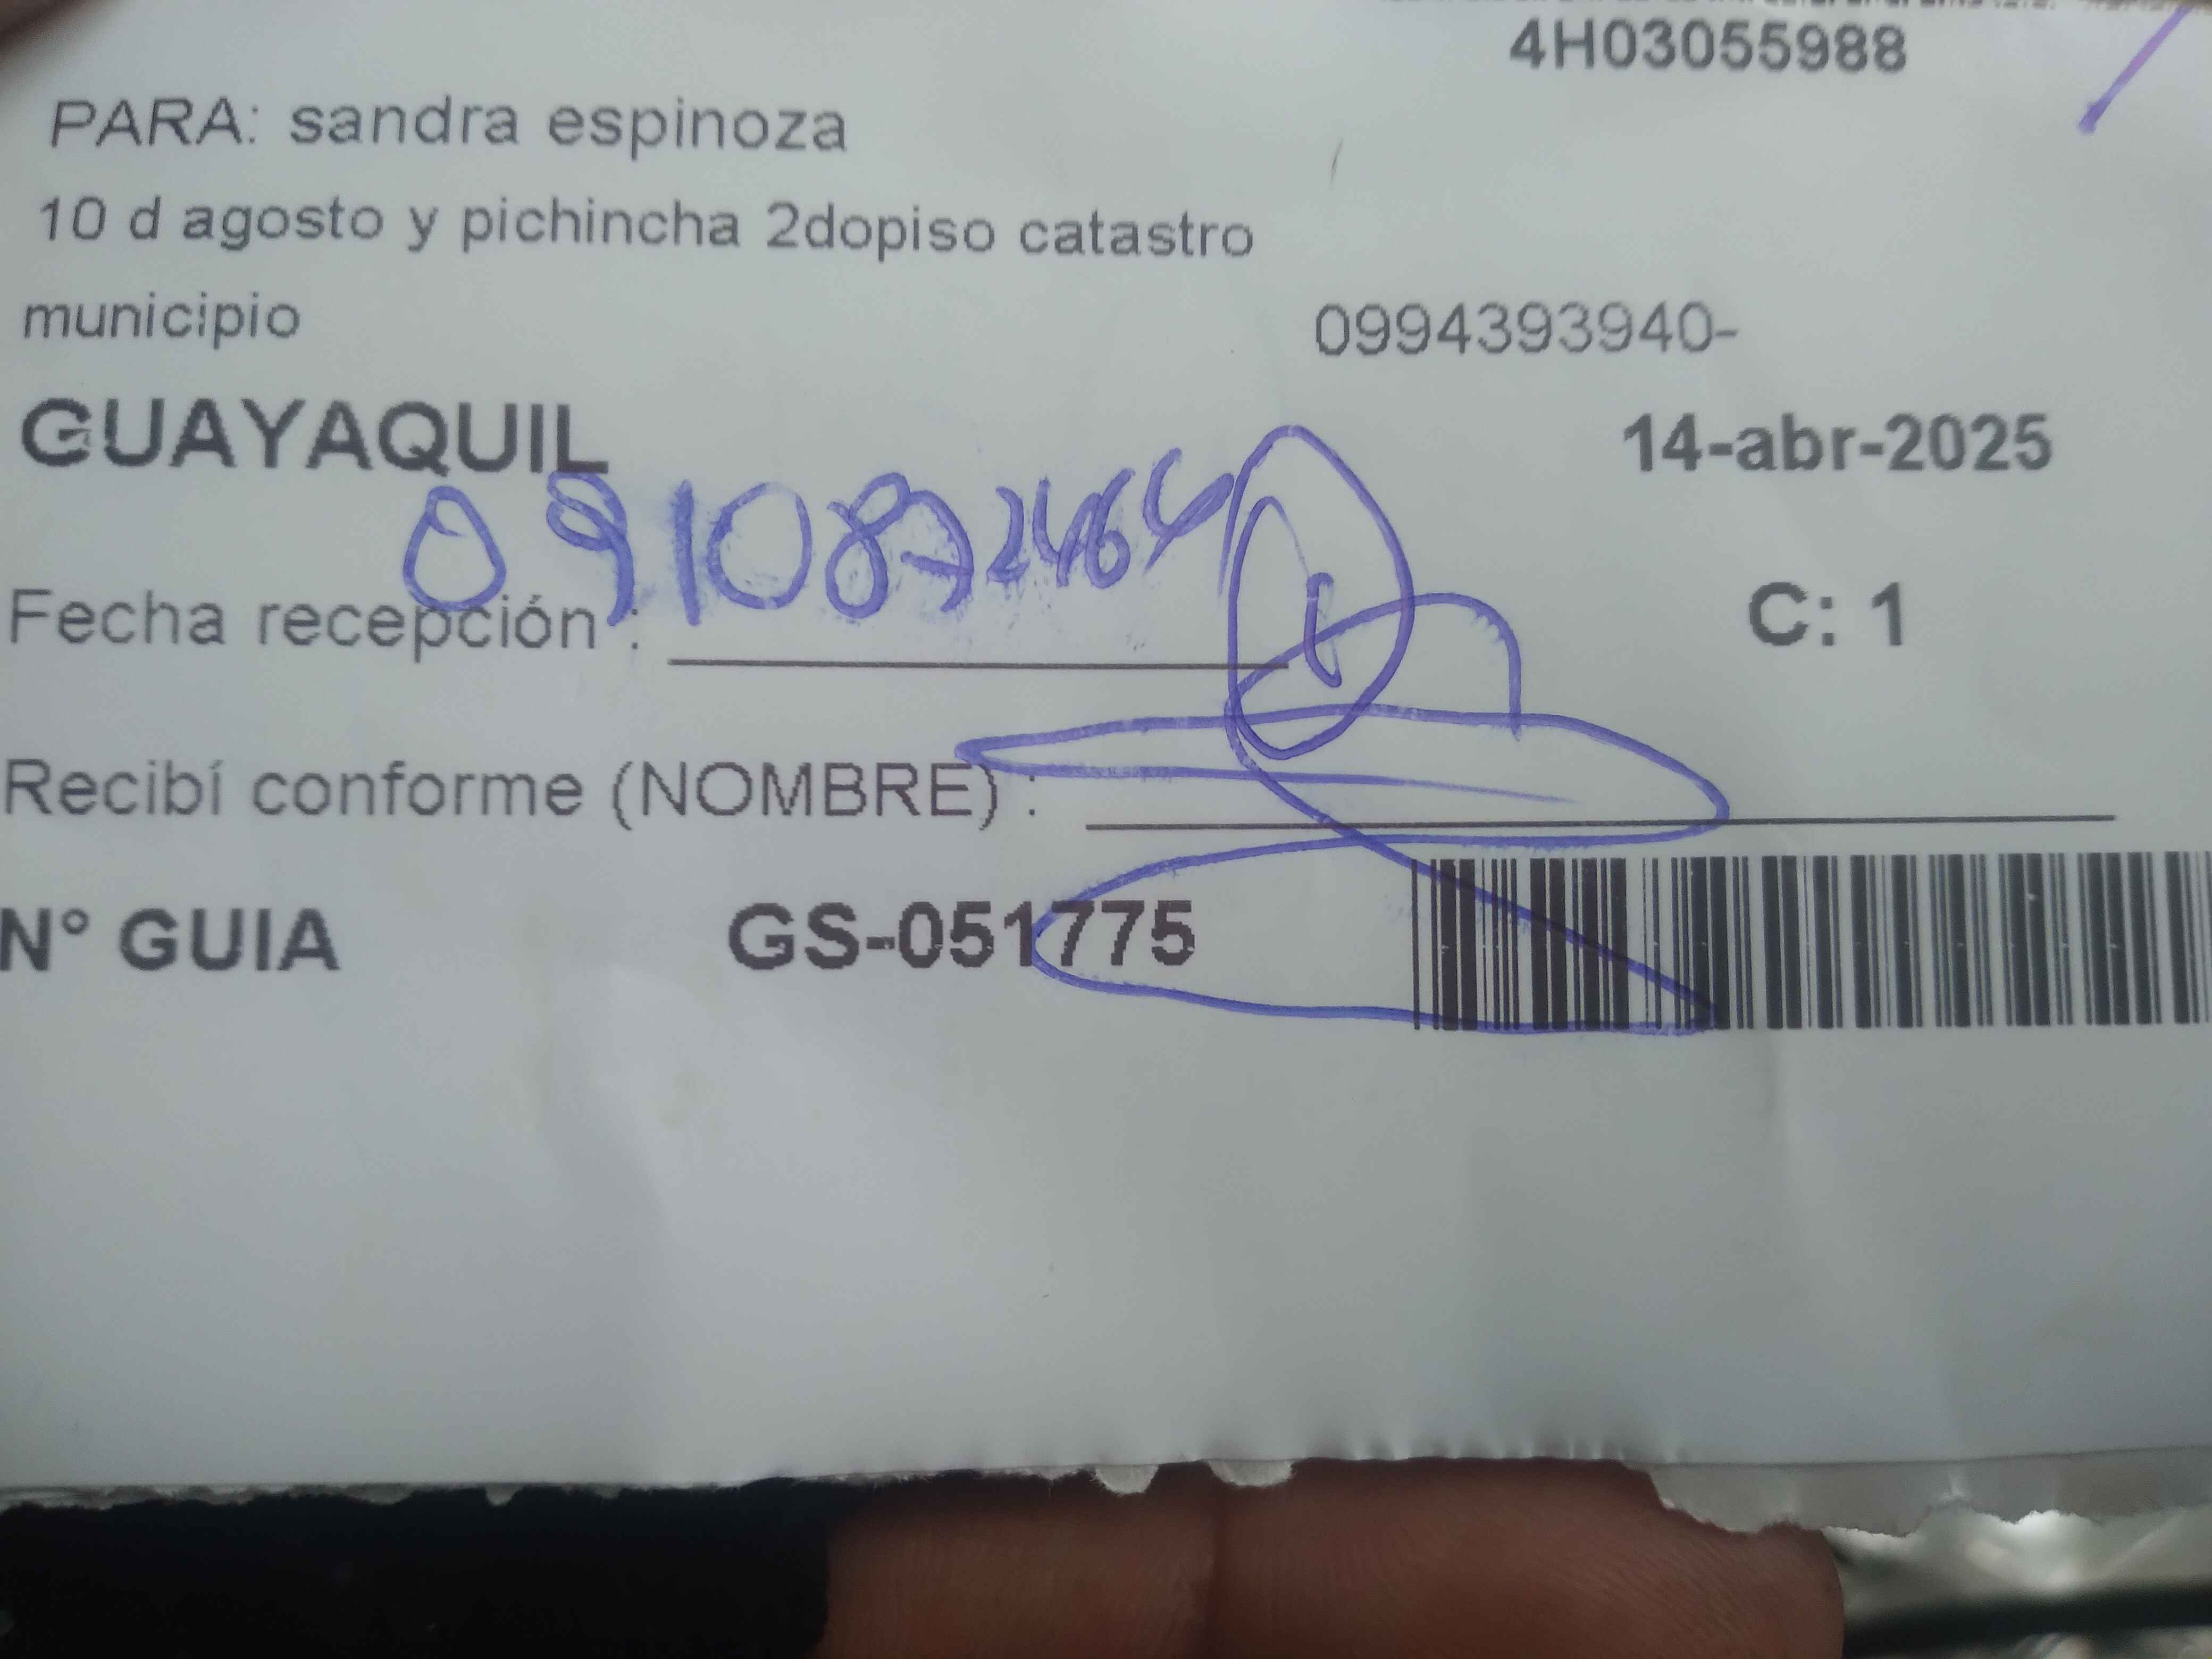 4H03055988
PARA: sandra espinoza
10 d agosto y pichincha 2dopiso catastro
municipio
0994393940-
GUAYAQUIL
14-abr-2025
0910872464
Fecha recepción :
C: 1
Recibí conforme (NOMBRE) :
N° GUIA
GS-051775